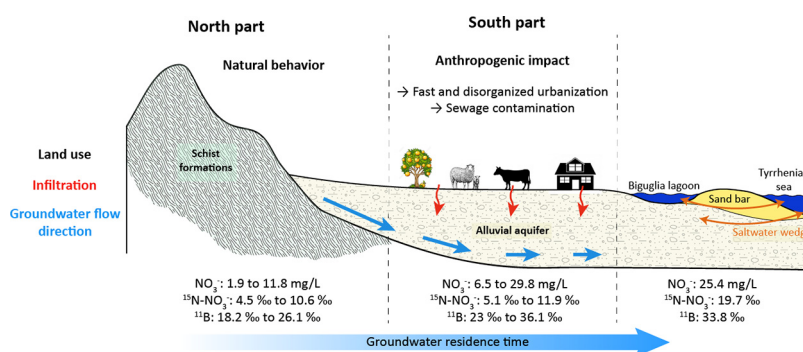 North part
South part
Natural behavior
Anthropogenic impact
→ Fast and disorganized urbanization
→ Sewage contamination
Land use
Infiltration
Groundwater flow
direction
Schist
formations
Alluvial aquifer
Biguglia lagoon
Sand bar
Tyrrhenia
sea
Saltwater wedg
NO₃⁻: 1.9 to 11.8 mg/L
¹⁵N-NO₃⁻: 4.5 ‰ to 10.6 ‰
¹¹B: 18.2 ‰ to 26.1 ‰
NO₃⁻: 6.5 to 29.8 mg/L
¹⁵N-NO₃⁻: 5.1 ‰ to 11.9 ‰
¹¹B: 23 ‰ to 36.1 ‰
NO₃⁻: 25.4 mg/L
¹⁵N-NO₃⁻: 19.7 ‰
¹¹B: 33.8 ‰
Groundwater residence time